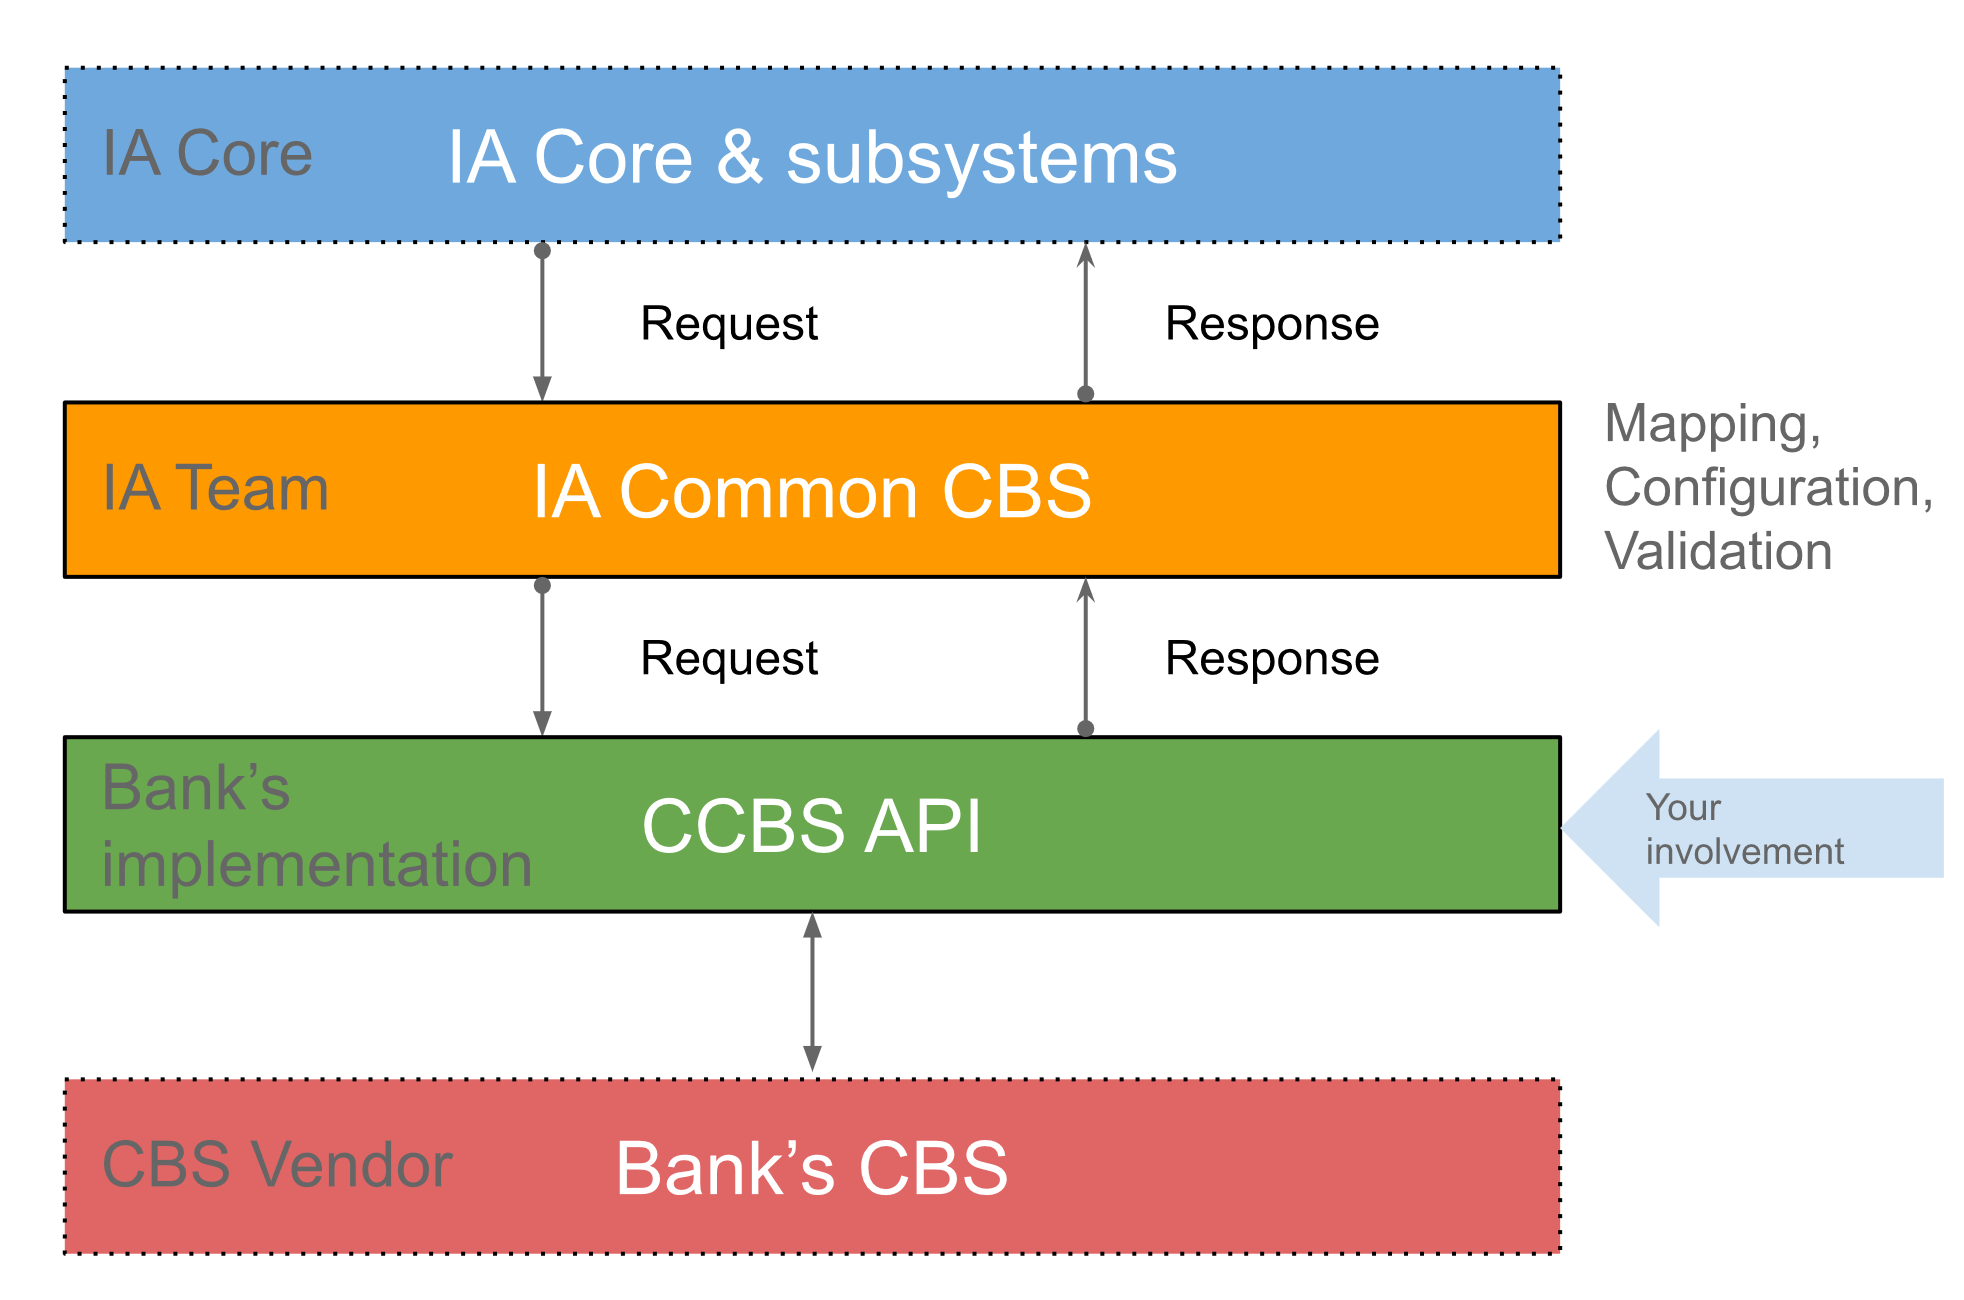 IA Core
IA Core & subsystems
Request
Response
IA Team
IA Common CBS
Mapping,
Configuration,
Validation
Request
Response
Bank’s
implementation
CCBS API
Your
involvement
CBS Vendor
Bank’s CBS